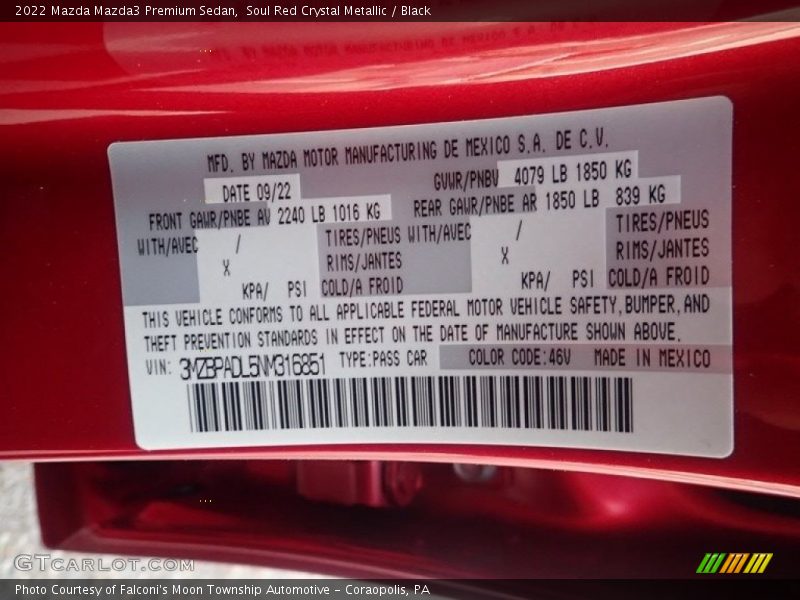 2022 Mazda Mazda3 Premium Sedan, Soul Red Crystal Metallic / Black
MFD. BY MAZDA MOTOR MANUFACTURING DE MEXICO S.A. DE C.V.
DATE 09/22 GVWR/PNBV 4079 LB 1850 KG
FRONT GAWR/PNBE AV 2240 LB 1016 KG REAR GAWR/PNBE AR 1850 LB 839 KG
WITH/AVEC / TIRES/PNEUS WITH/AVEC / TIRES/PNEUS
X RIMS/JANTES X RIMS/JANTES
KPA/ PSI COLD/A FROID KPA/ PSI COLD/A FROID
THIS VEHICLE CONFORMS TO ALL APPLICABLE FEDERAL MOTOR VEHICLE SAFETY, BUMPER, AND
THEFT PREVENTION STANDARDS IN EFFECT ON THE DATE OF MANUFACTURE SHOWN ABOVE.
VIN: 3MZBPADL5NM316851 TYPE:PASS CAR COLOR CODE:46V MADE IN MEXICO
GTCARLOT.COM
Photo Courtesy of Falconi's Moon Township Automotive - Coraopolis, PA